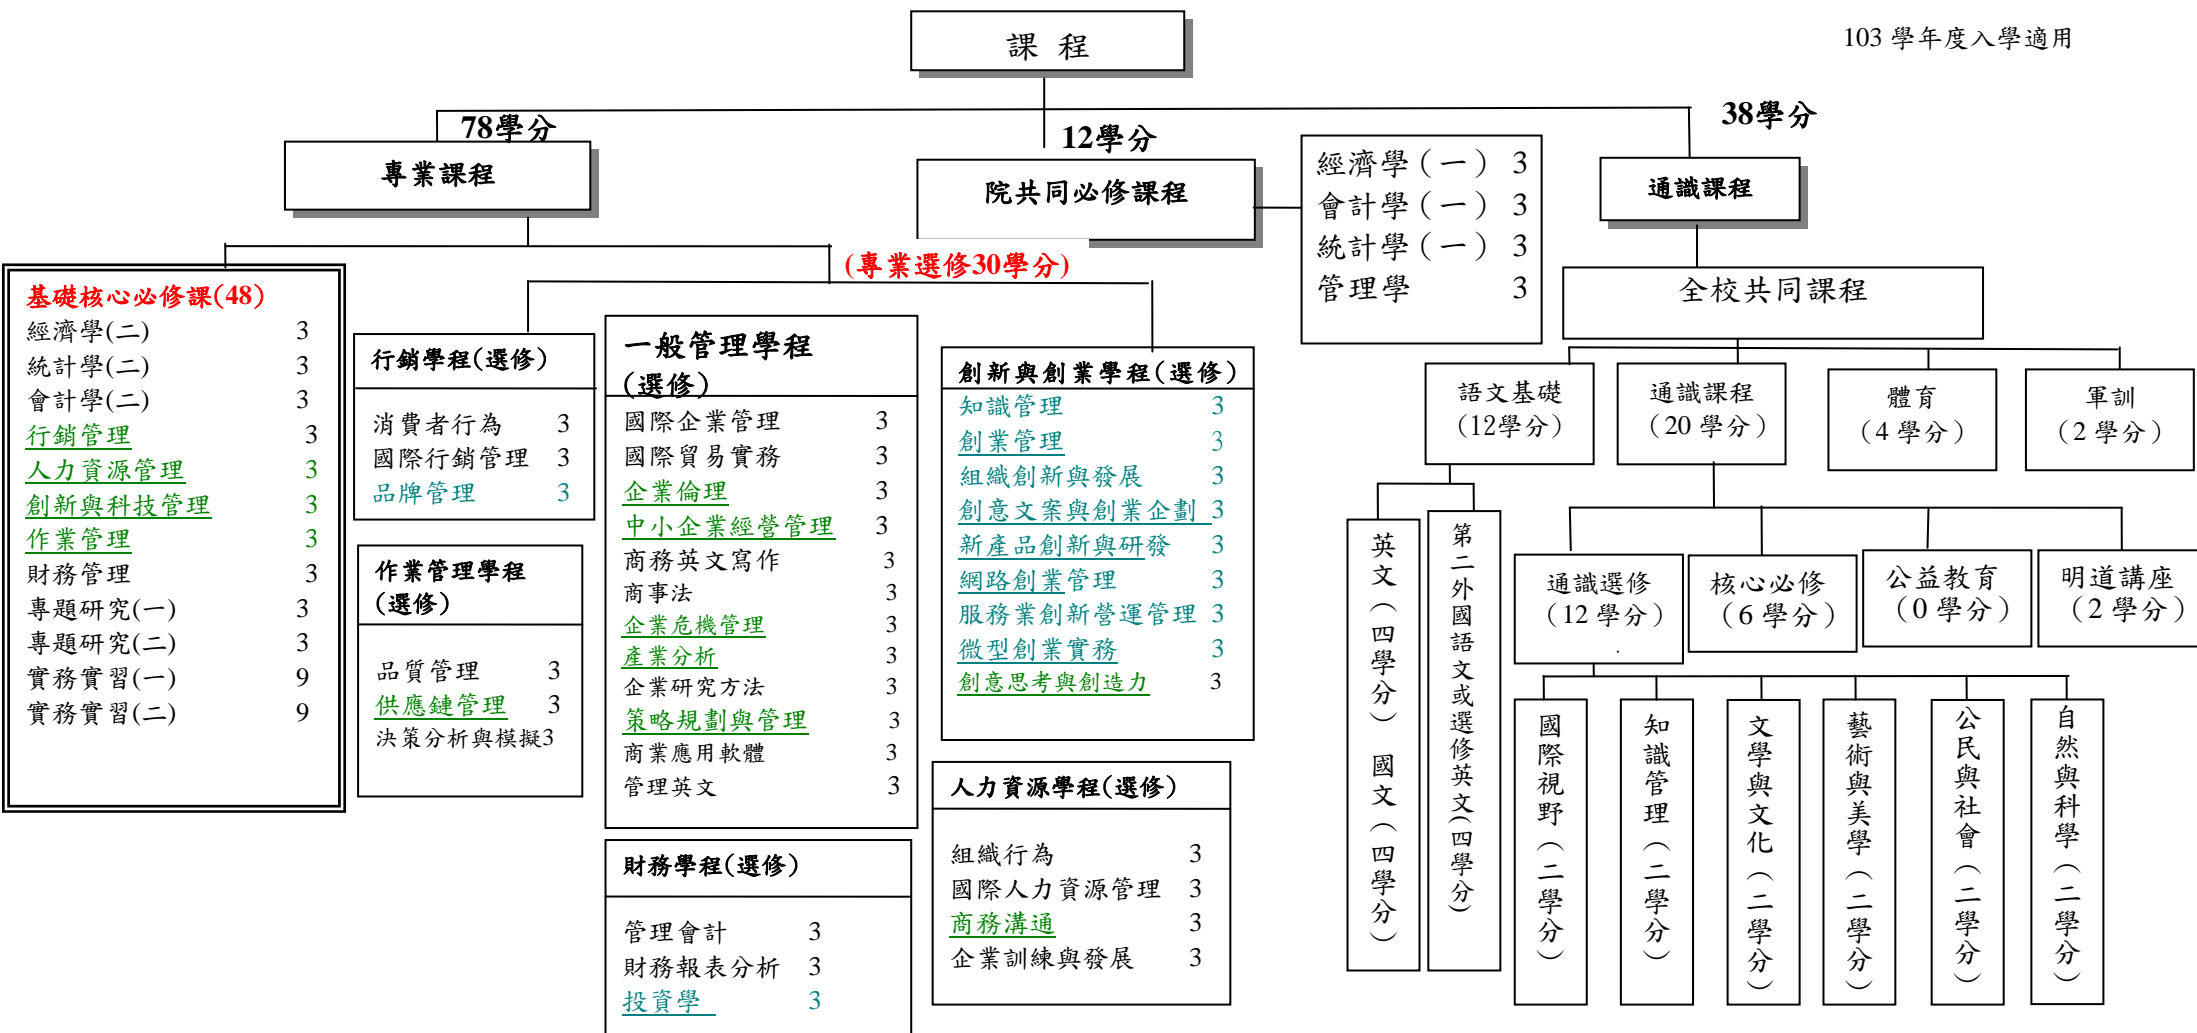 課 程
103 學年度入學適用
78學分
12學分
38學分
專業課程
院共同必修課程
經濟學（一） 3
會計學（一） 3
統計學（一） 3
管理學 3
通識課程
(專業選修30學分)
基礎核心必修課(48)
經濟學(二) 3
統計學(二) 3
會計學(二) 3
行銷管理 3
人力資源管理 3
創新與科技管理 3
作業管理 3
財務管理 3
專題研究(一) 3
專題研究(二) 3
實務實習(一) 9
實務實習(二) 9
行銷學程(選修)
消費者行為 3
國際行銷管理 3
品牌管理 3
作業管理學程
(選修)
品質管理 3
供應鏈管理 3
決策分析與模擬3
一般管理學程
(選修)
國際企業管理 3
國際貿易實務 3
企業倫理 3
中小企業經營管理 3
商務英文寫作 3
商事法 3
企業危機管理 3
產業分析 3
企業研究方法 3
策略規劃與管理 3
商業應用軟體 3
管理英文 3
財務學程(選修)
管理會計 3
財務報表分析 3
投資學 3
創新與創業學程(選修)
知識管理 3
創業管理 3
組織創新與發展 3
創意文案與創業企劃 3
新產品創新與研發 3
網路創業管理 3
服務業創新營運管理 3
微型創業實務 3
創意思考與創造力 3
人力資源學程(選修)
組織行為 3
國際人力資源管理 3
商務溝通 3
企業訓練與發展 3
全校共同課程
語文基礎
(12學分)
通識課程
(20 學分)
體育
(4 學分)
軍訓
(2 學分)
英文（四學分） 國文（四學分）
第二外國語文或選修英文(四學分)
通識選修
(12 學分)
核心必修
(6 學分)
公益教育
(0 學分)
明道講座
(2 學分)
國際視野（二學分）
知識管理（二學分）
文學與文化（二學分）
藝術與美學（二學分）
公民與社會（二學分）
自然與科學（二學分）